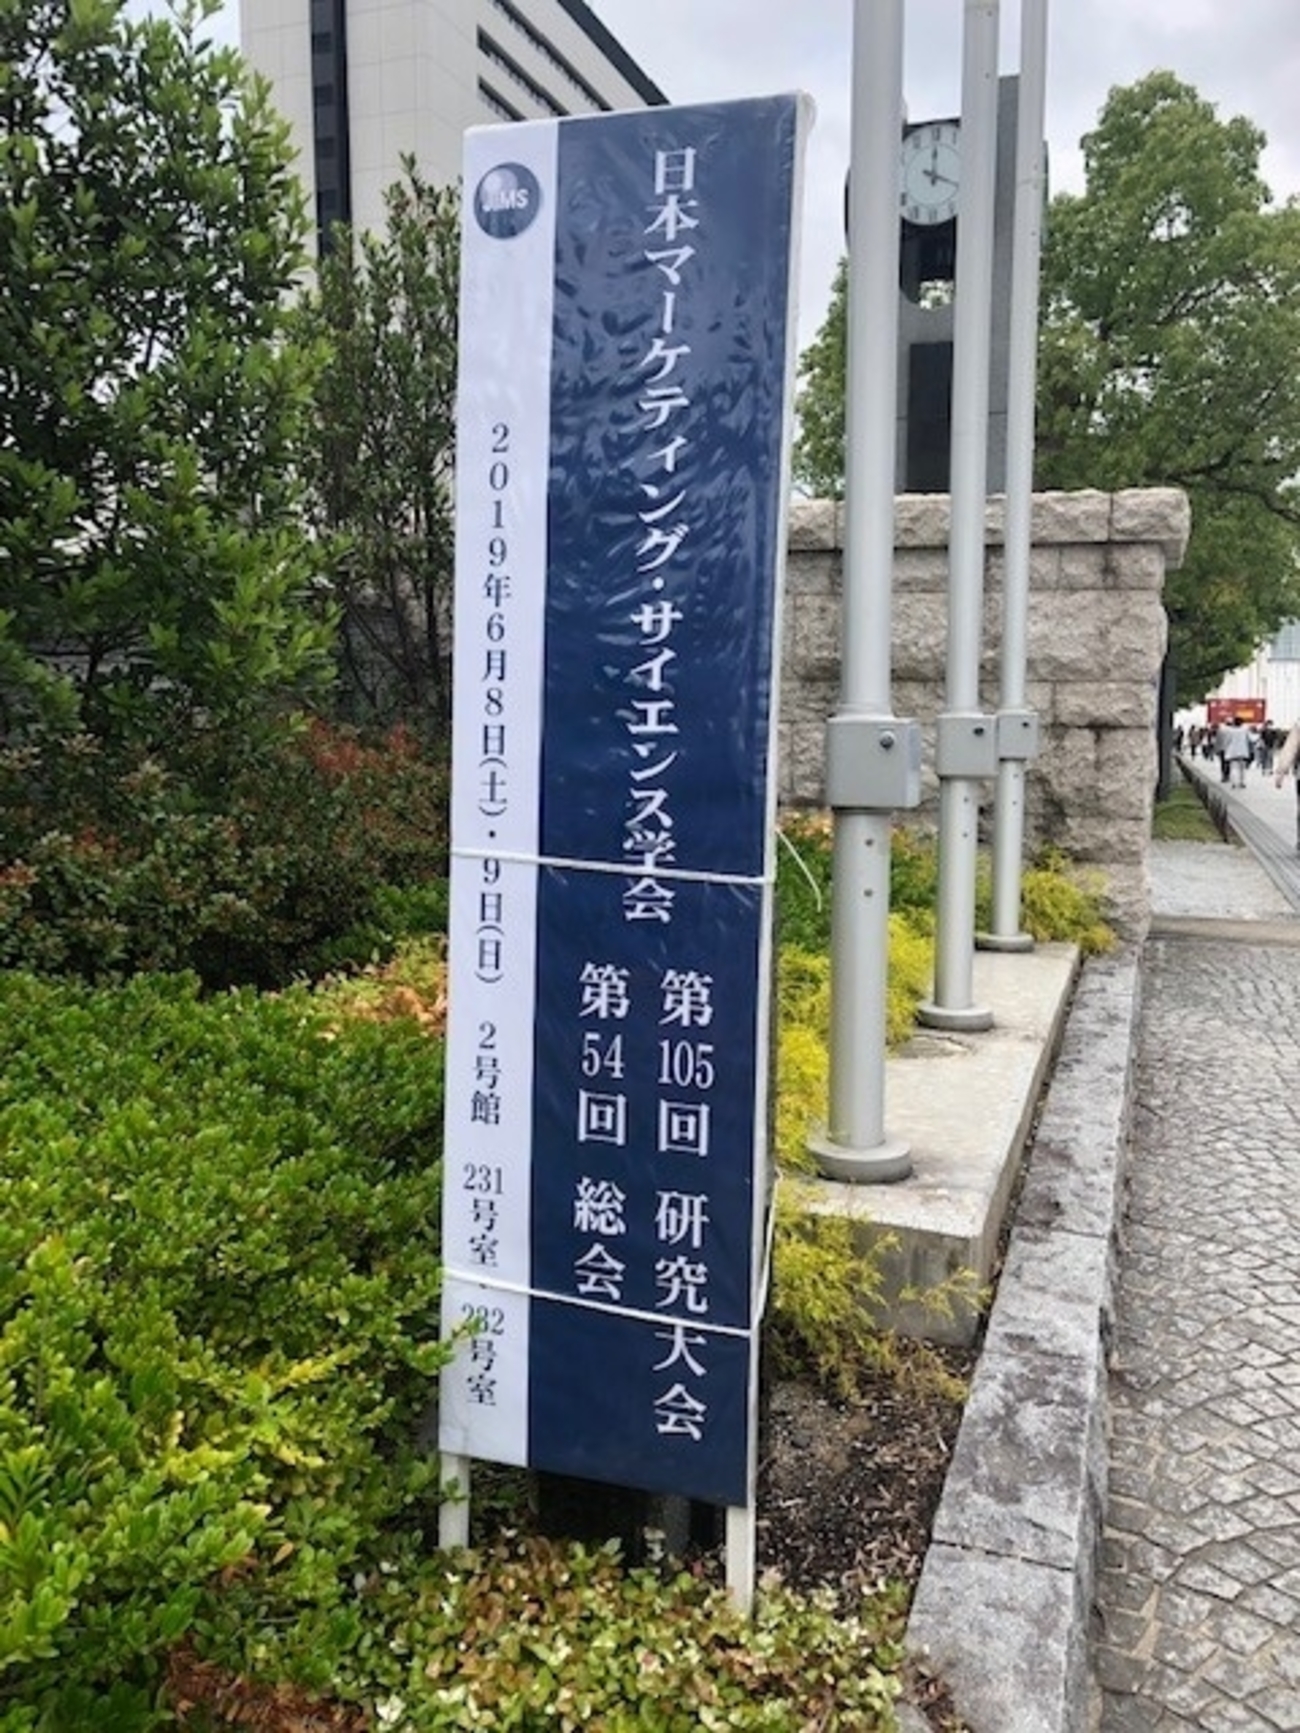 日本マーケティング・サイエンス学会
第105回 研究大会
第54回 総会
JIMS
2019年6月8日(土)・9日(日) 2号館 231号室・232号室